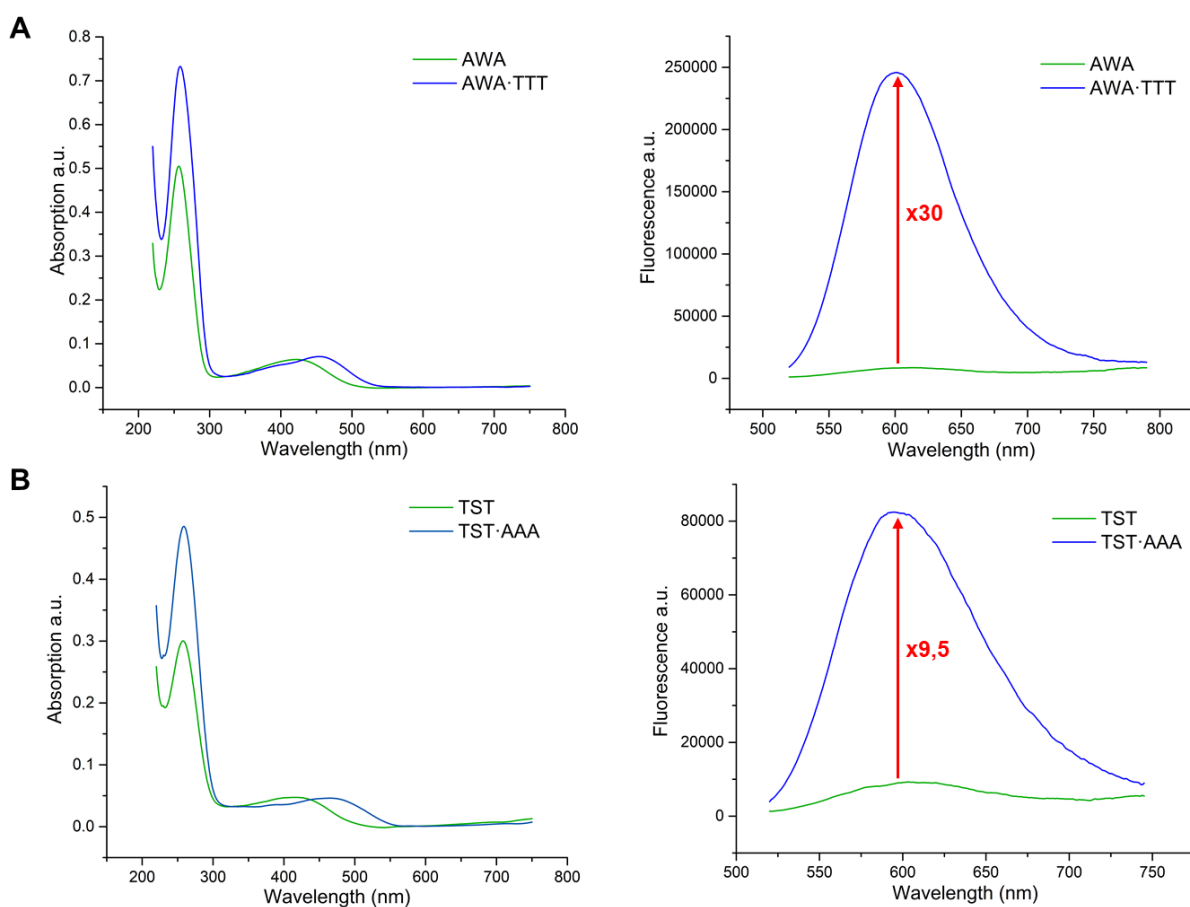 A
0.8
0.7
0.6
0.5
0.4
0.3
0.2
0.1
0.0
Absorption a.u.
200 300 400 500 600 700 800
Wavelength (nm)
AWA
AWA·TTT
250000
200000
150000
100000
50000
0
Fluorescence a.u.
500 550 600 650 700 750 800
Wavelength (nm)
AWA
AWA·TTT
x30
B
0.5
0.4
0.3
0.2
0.1
0.0
Absorption a.u.
200 300 400 500 600 700 800
Wavelength (nm)
TST
TST·AAA
80000
60000
40000
20000
0
Fluorescence a.u.
500 550 600 650 700 750
Wavelength (nm)
TST
TST·AAA
x9,5